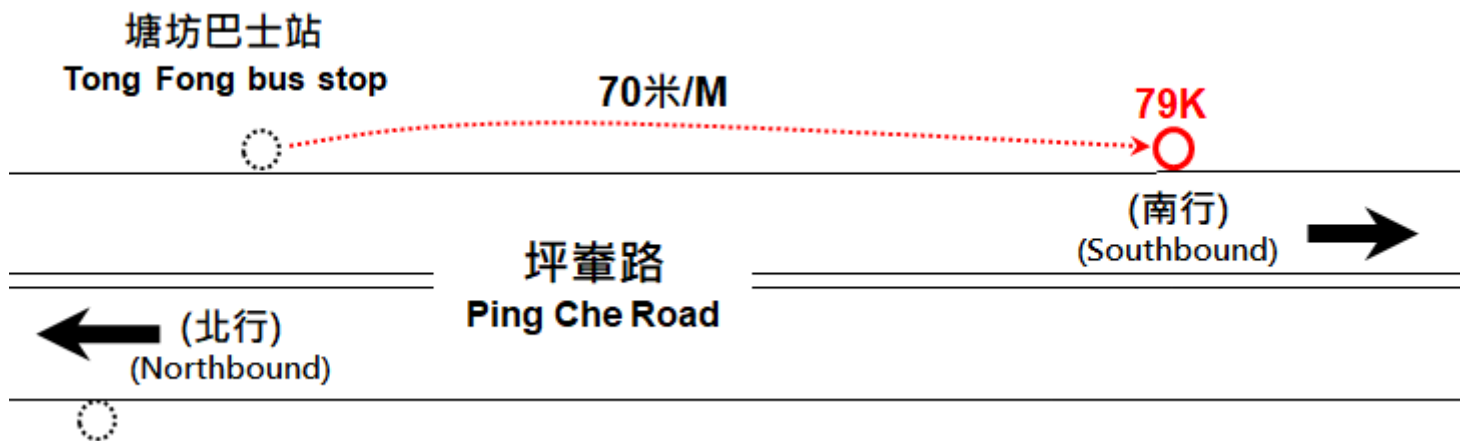 塘坊巴士站
Tong Fong bus stop
70米/M
79K
(南行)
(Southbound)
坪輋路
Ping Che Road
(北行)
(Northbound)